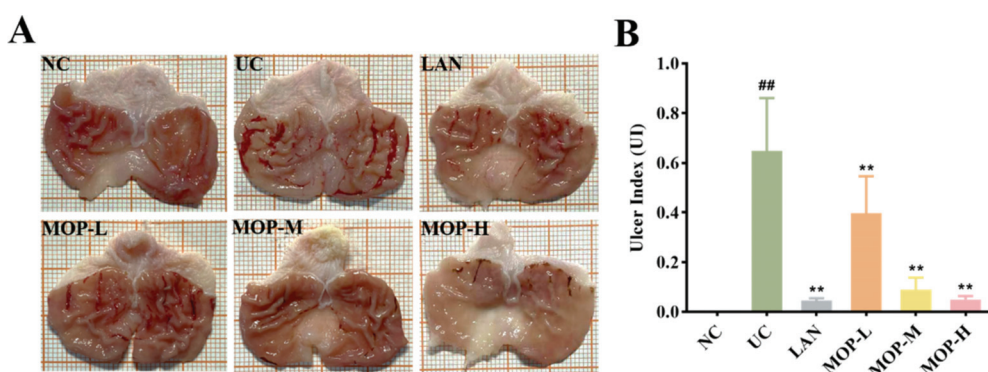 A
NC
UC
LAN
MOP-L
MOP-M
MOP-H
B
Ulcer Index (UI)
1.0
0.8
0.6
0.4
0.2
0.0
##
**
**
**
**
NC
UC
LAN
MOP-L
MOP-M
MOP-H